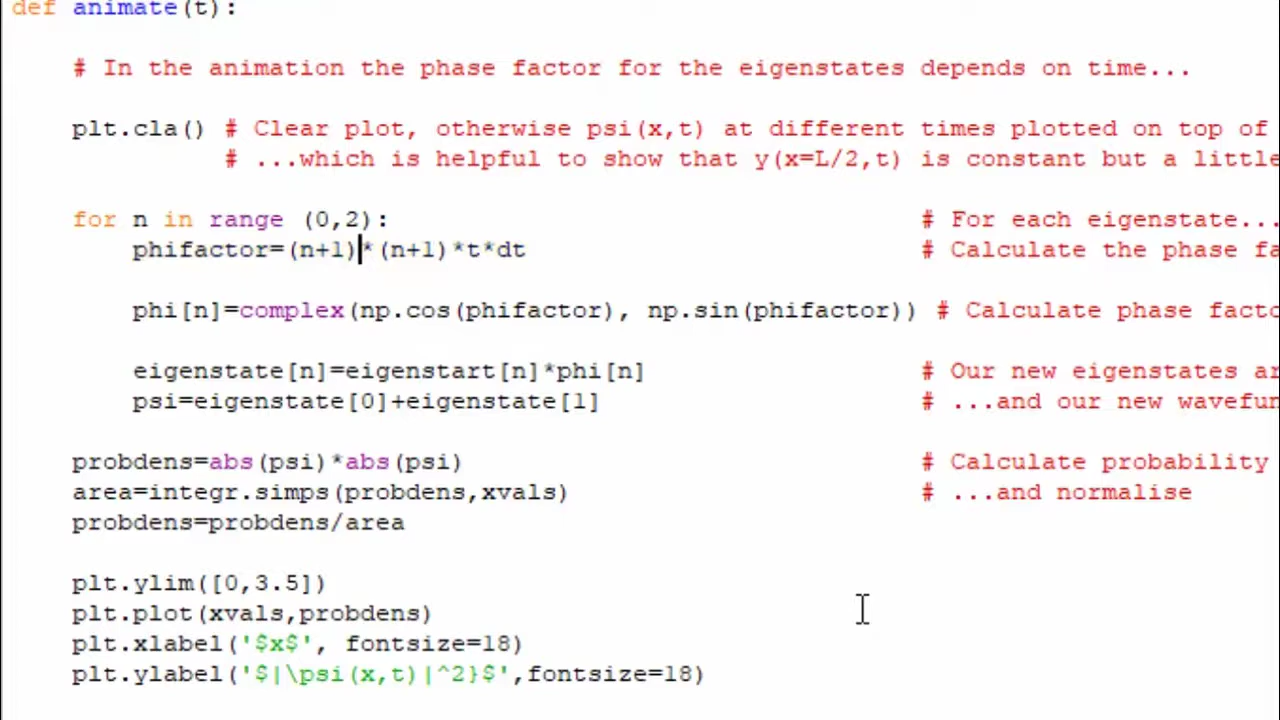 def animate(t):
# In the animation the phase factor for the eigenstates depends on time...
plt.cla() # Clear plot, otherwise psi(x,t) at different times plotted on top of
# ...which is helpful to show that y(x=L/2,t) is constant but a little
for n in range (0,2): # For each eigenstate...
phifactor=(n+1)*(n+1)*t*dt # Calculate the phase fa
phi[n]=complex(np.cos(phifactor), np.sin(phifactor)) # Calculate phase facto
eigenstate[n]=eigenstart[n]*phi[n] # Our new eigenstates ar
psi=eigenstate[0]+eigenstate[1] # ...and our new wavefun
probdens=abs(psi)*abs(psi) # Calculate probability
area=integr.simps(probdens,xvals) # ...and normalise
probdens=probdens/area
plt.ylim([0,3.5])
plt.plot(xvals,probdens)
plt.xlabel('$x$', fontsize=18)
plt.ylabel('$|\psi(x,t)|^2}$',fontsize=18)